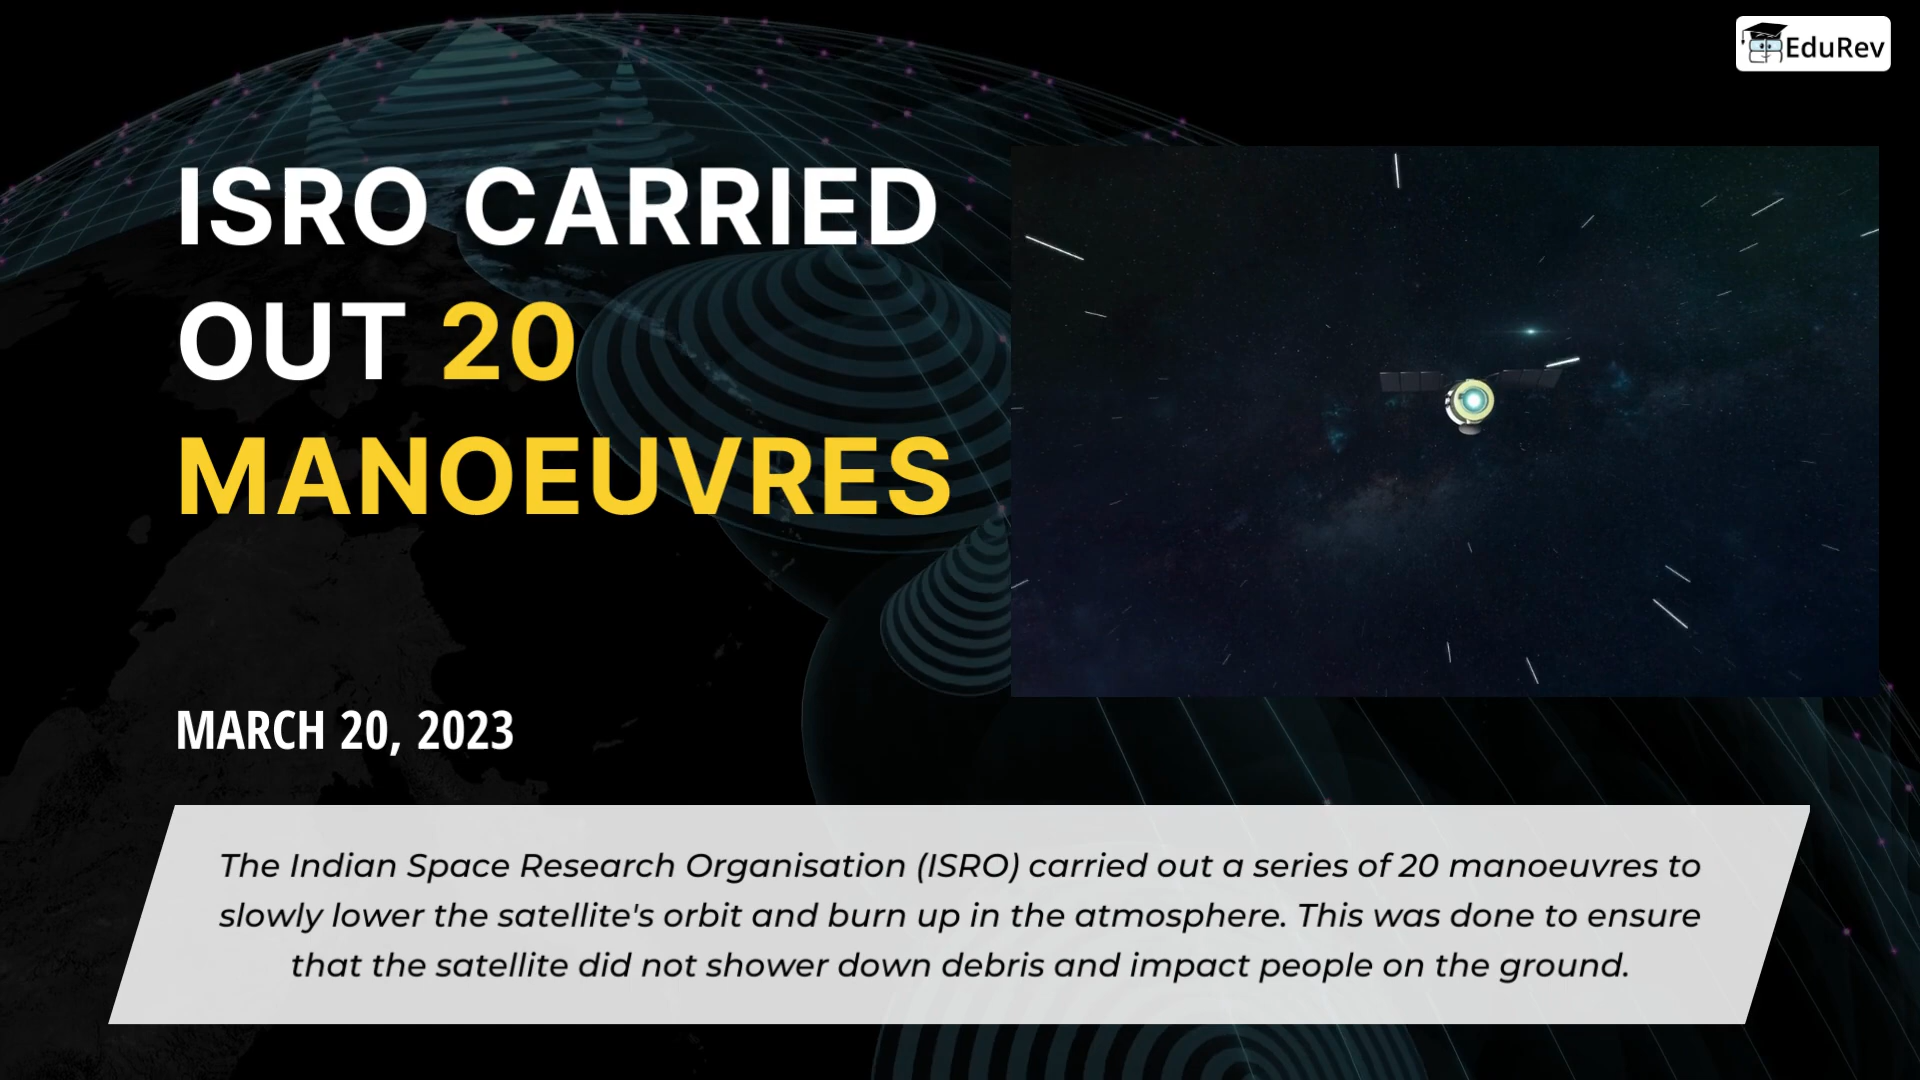 EduRev
ISRO CARRIED
OUT 20
MANOEUVRES
MARCH 20, 2023
The Indian Space Research Organisation (ISRO) carried out a series of 20 manoeuvres to
slowly lower the satellite's orbit and burn up in the atmosphere. This was done to ensure
that the satellite did not shower down debris and impact people on the ground.